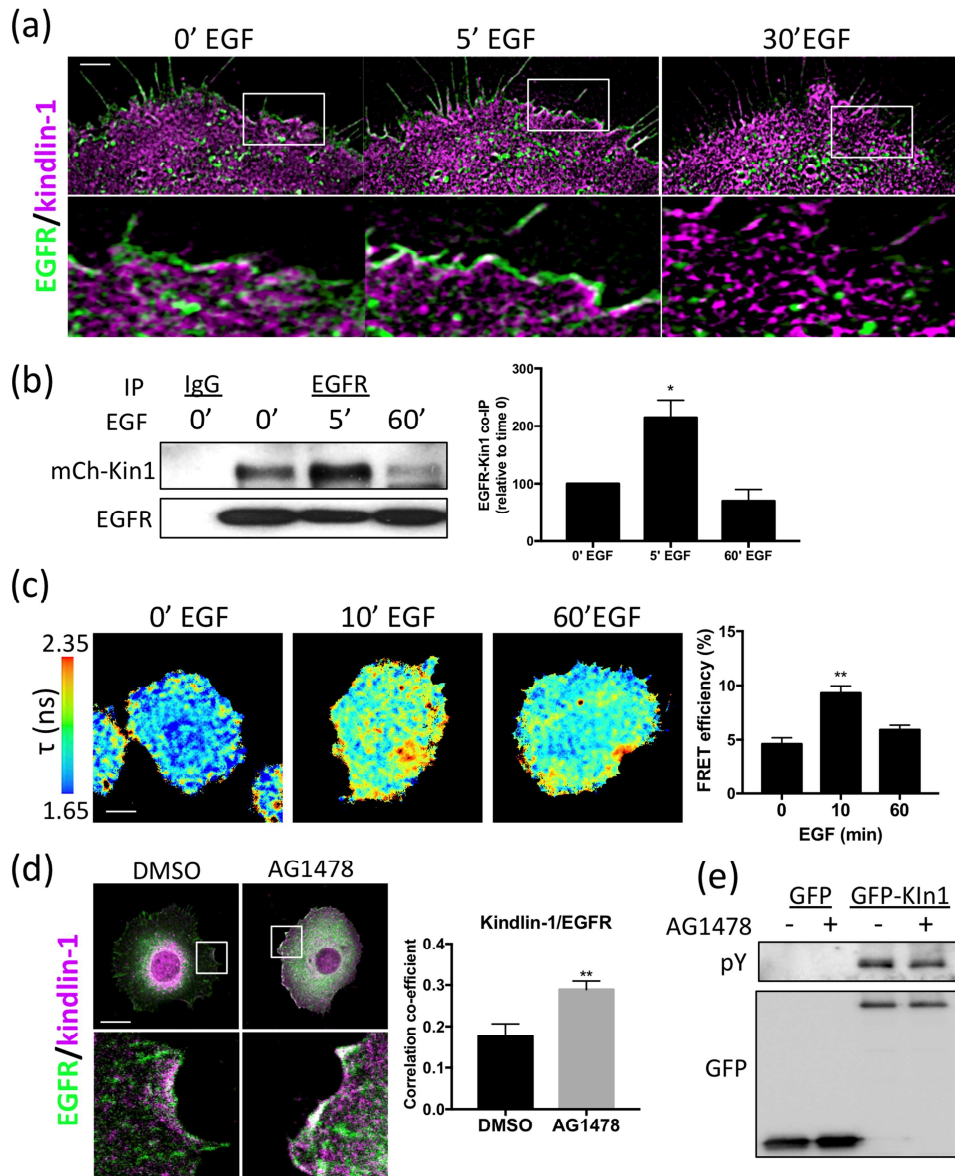 (a)
0’ EGF 5’ EGF 30’EGF
EGFR/kindlin-1
(b)
IP IgG EGFR
EGF 0’ 0’ 5’ 60’
mCh-Kin1
EGFR
EGFR-Kin1 co-IP
(relative to time 0)
300
200
100
0
*
0' EGF 5' EGF 60' EGF
(c)
0’ EGF 10’ EGF 60’EGF
2.35
τ (ns)
1.65
FRET efficiency (%)
15
10
5
0
**
0 10 60
EGF (min)
(d)
DMSO AG1478
EGFR/kindlin-1
Kindlin-1/EGFR
Correlation co-efficient
0.4
0.3
0.2
0.1
0.0
**
DMSO AG1478
(e)
GFP GFP-KIn1
AG1478 - + - +
pY
GFP